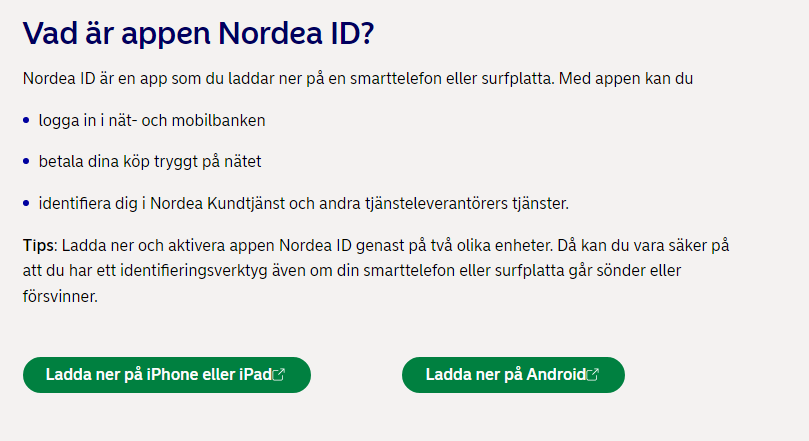 Vad är appen Nordea ID?
Nordea ID är en app som du laddar ner på en smarttelefon eller surfplatta. Med appen kan du
• logga in i nät- och mobilbanken
• betala dina köp tryggt på nätet
• identifiera dig i Nordea Kundtjänst och andra tjänsteleverantörers tjänster.
Tips: Ladda ner och aktivera appen Nordea ID genast på två olika enheter. Då kan du vara säker på
att du har ett identifieringsverktyg även om din smarttelefon eller surfplatta går sönder eller
försvinner.
Ladda ner på iPhone eller iPad
Ladda ner på Android